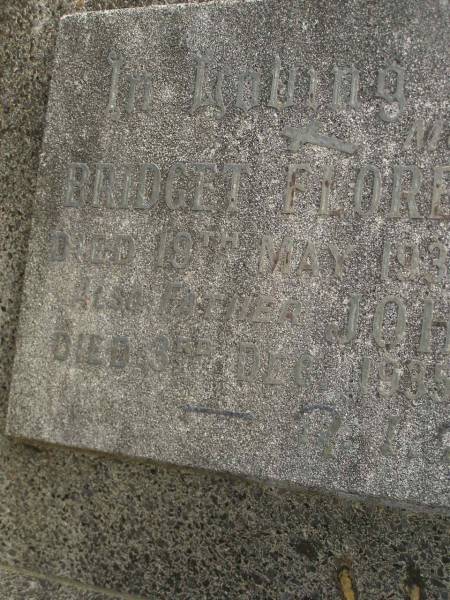 In Loving
BRIDGET FLORE
DIED 19TH MAY 193
ALSO FATHER JOH
DIED 3RD DEC. 1935
R. I.